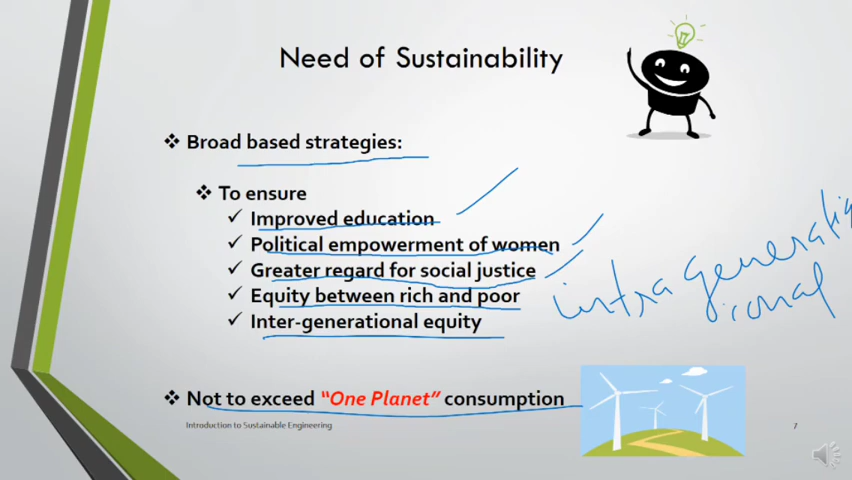 Need of Sustainability
Broad based strategies:
To ensure
Improved education
Political empowerment of women
Greater regard for social justice
Equity between rich and poor
Inter-generational equity
intra generati
ional
Not to exceed “One Planet” consumption
Introduction to Sustainable Engineering
7